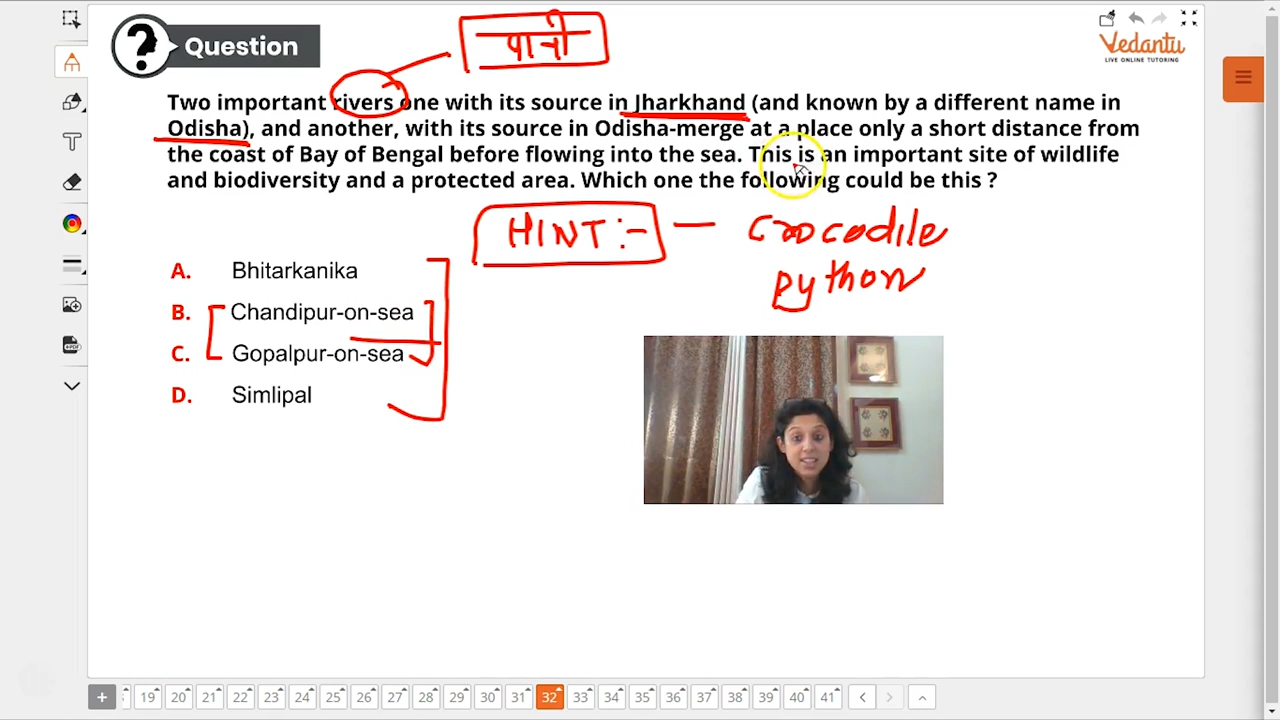 पानी
Question
Vedantu
LIVE ONLINE TUTORING
Two important rivers one with its source in Jharkhand (and known by a different name in
Odisha), and another, with its source in Odisha-merge at a place only a short distance from
the coast of Bay of Bengal before flowing into the sea. This is an important site of wildlife
and biodiversity and a protected area. Which one the following could be this ?
HINT :- — crocodile
python
A. Bhitarkanika
B. Chandipur-on-sea
C. Gopalpur-on-sea
D. Simlipal
19 20 21 22 23 24 25 26 27 28 29 30 31 32 33 34 35 36 37 38 39 40 41